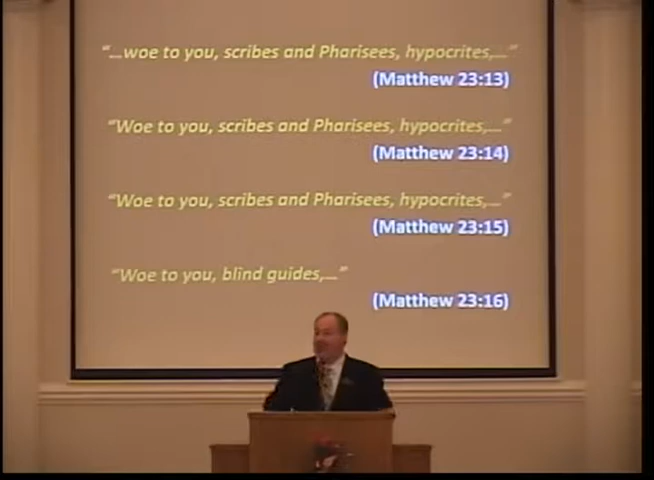 “...woe to you, scribes and Pharisees, hypocrites,...”
(Matthew 23:13)
“Woe to you, scribes and Pharisees, hypocrites,...”
(Matthew 23:14)
“Woe to you, scribes and Pharisees, hypocrites,...”
(Matthew 23:15)
“Woe to you, blind guides,...”
(Matthew 23:16)